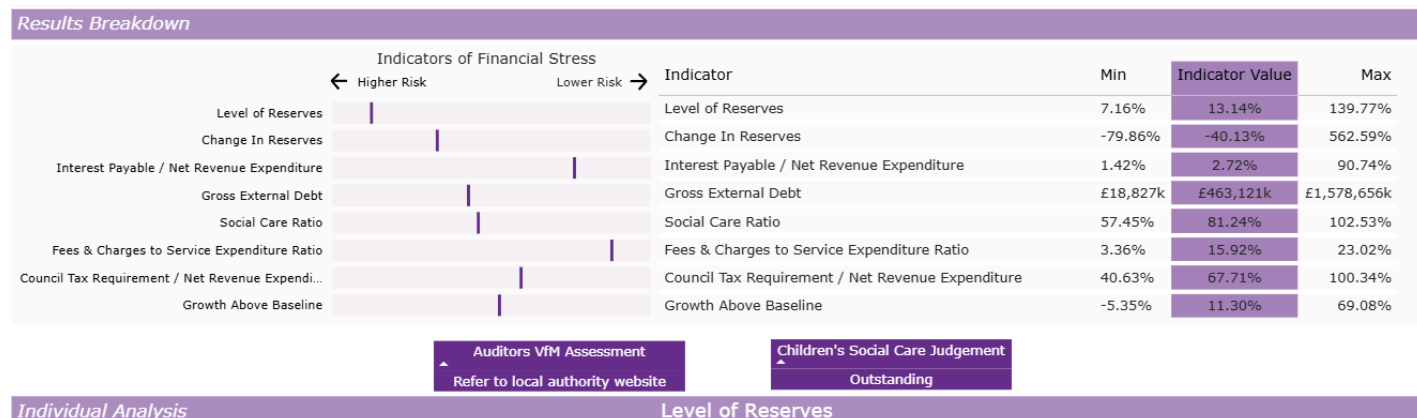 Results Breakdown
Indicators of Financial Stress
← Higher Risk Lower Risk →
Level of Reserves
Change In Reserves
Interest Payable / Net Revenue Expenditure
Gross External Debt
Social Care Ratio
Fees & Charges to Service Expenditure Ratio
Council Tax Requirement / Net Revenue Expendi...
Growth Above Baseline
Indicator Min Indicator Value Max
Level of Reserves 7.16% 13.14% 139.77%
Change In Reserves -79.86% -40.13% 562.59%
Interest Payable / Net Revenue Expenditure 1.42% 2.72% 90.74%
Gross External Debt £18,827k £463,121k £1,578,656k
Social Care Ratio 57.45% 81.24% 102.53%
Fees & Charges to Service Expenditure Ratio 3.36% 15.92% 23.02%
Council Tax Requirement / Net Revenue Expenditure 40.63% 67.71% 100.34%
Growth Above Baseline -5.35% 11.30% 69.08%
Auditors VfM Assessment
Refer to local authority website
Children's Social Care Judgement
Outstanding
Individual Analysis
Level of Reserves